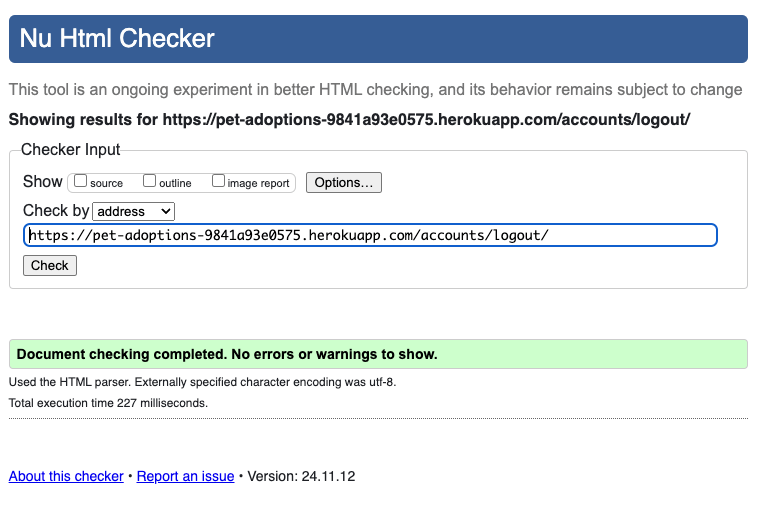 Nu Html Checker
This tool is an ongoing experiment in better HTML checking, and its behavior remains subject to change
Showing results for https://pet-adoptions-9841a93e0575.herokuapp.com/accounts/logout/
Checker Input
Show source outline image report Options...
Check by address
https://pet-adoptions-9841a93e0575.herokuapp.com/accounts/logout/
Check
Document checking completed. No errors or warnings to show.
Used the HTML parser. Externally specified character encoding was utf-8.
Total execution time 227 milliseconds.
About this checker • Report an issue • Version: 24.11.12